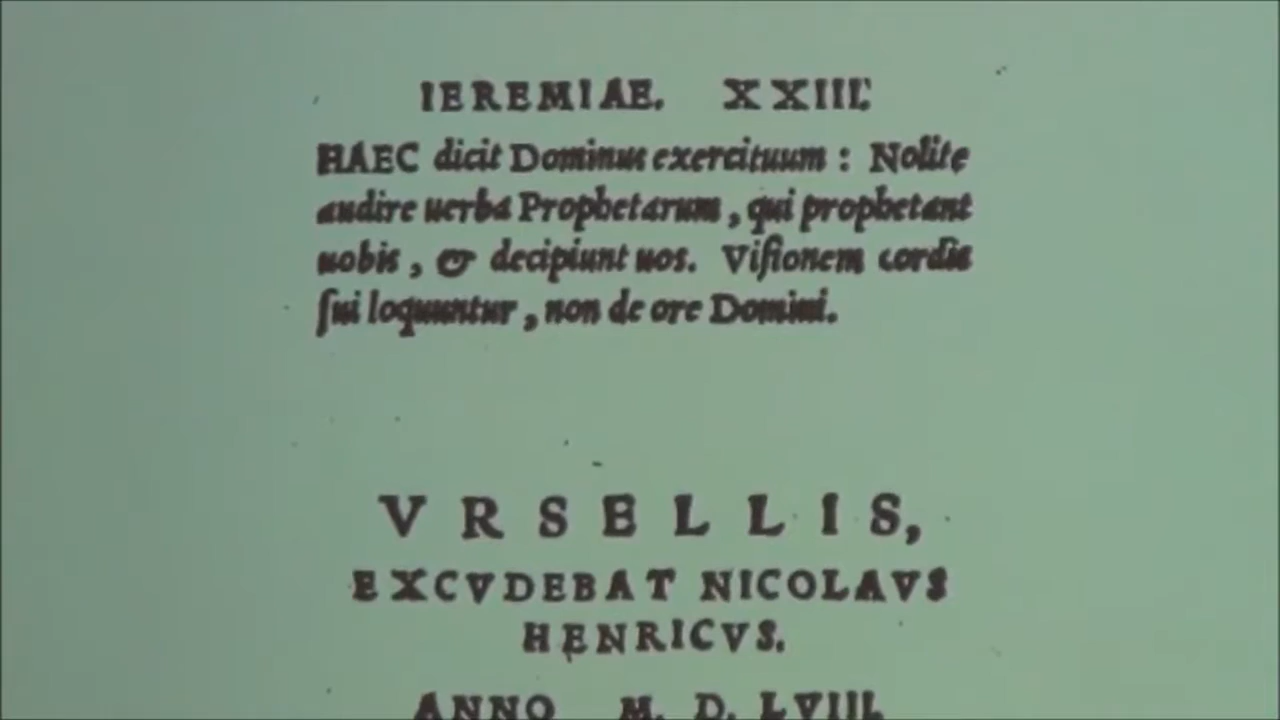 IEREMIAE. XXIII.
HAEC dicit Dominus exercituum : Nolite
audire uerba Prophetarum , qui prophetant
uobis , & decipiunt uos. Visionem cordis
sui loquuntur , non de ore Domini.
VRSELLIS,
EXCVDEBAT NICOLAVS
HENRICVS.
ANNO M. D. LVIII.